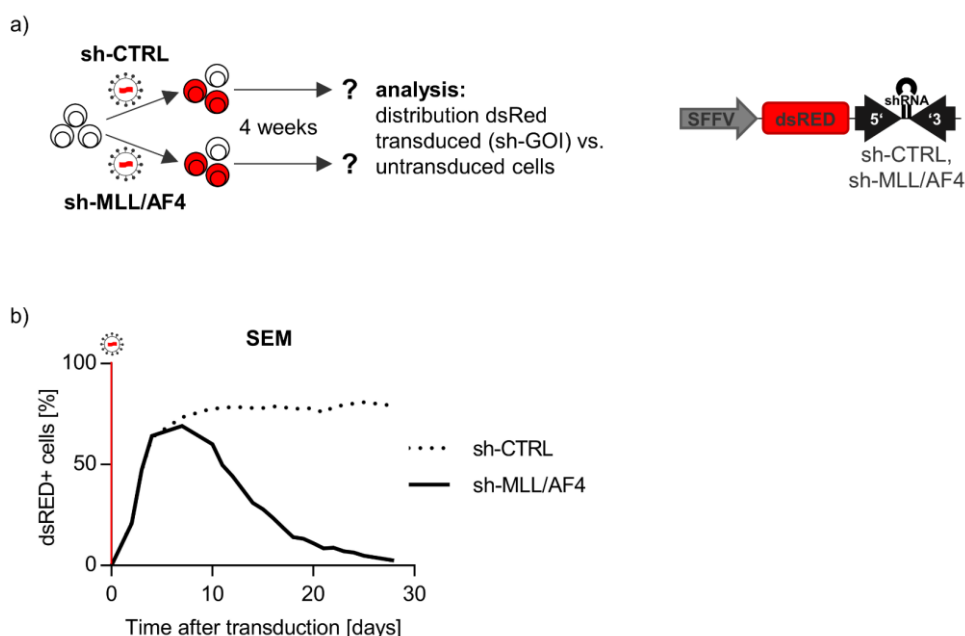 a)
sh-CTRL
sh-MLL/AF4
4 weeks
?
?
analysis:
distribution dsRed
transduced (sh-GOI) vs.
untransduced cells
SFFV
dsRED
5‘
shRNA
‘3
sh-CTRL,
sh-MLL/AF4
b)
SEM
100
50
0
dsRED+ cells [%]
0
10
20
30
Time after transduction [days]
sh-CTRL
sh-MLL/AF4